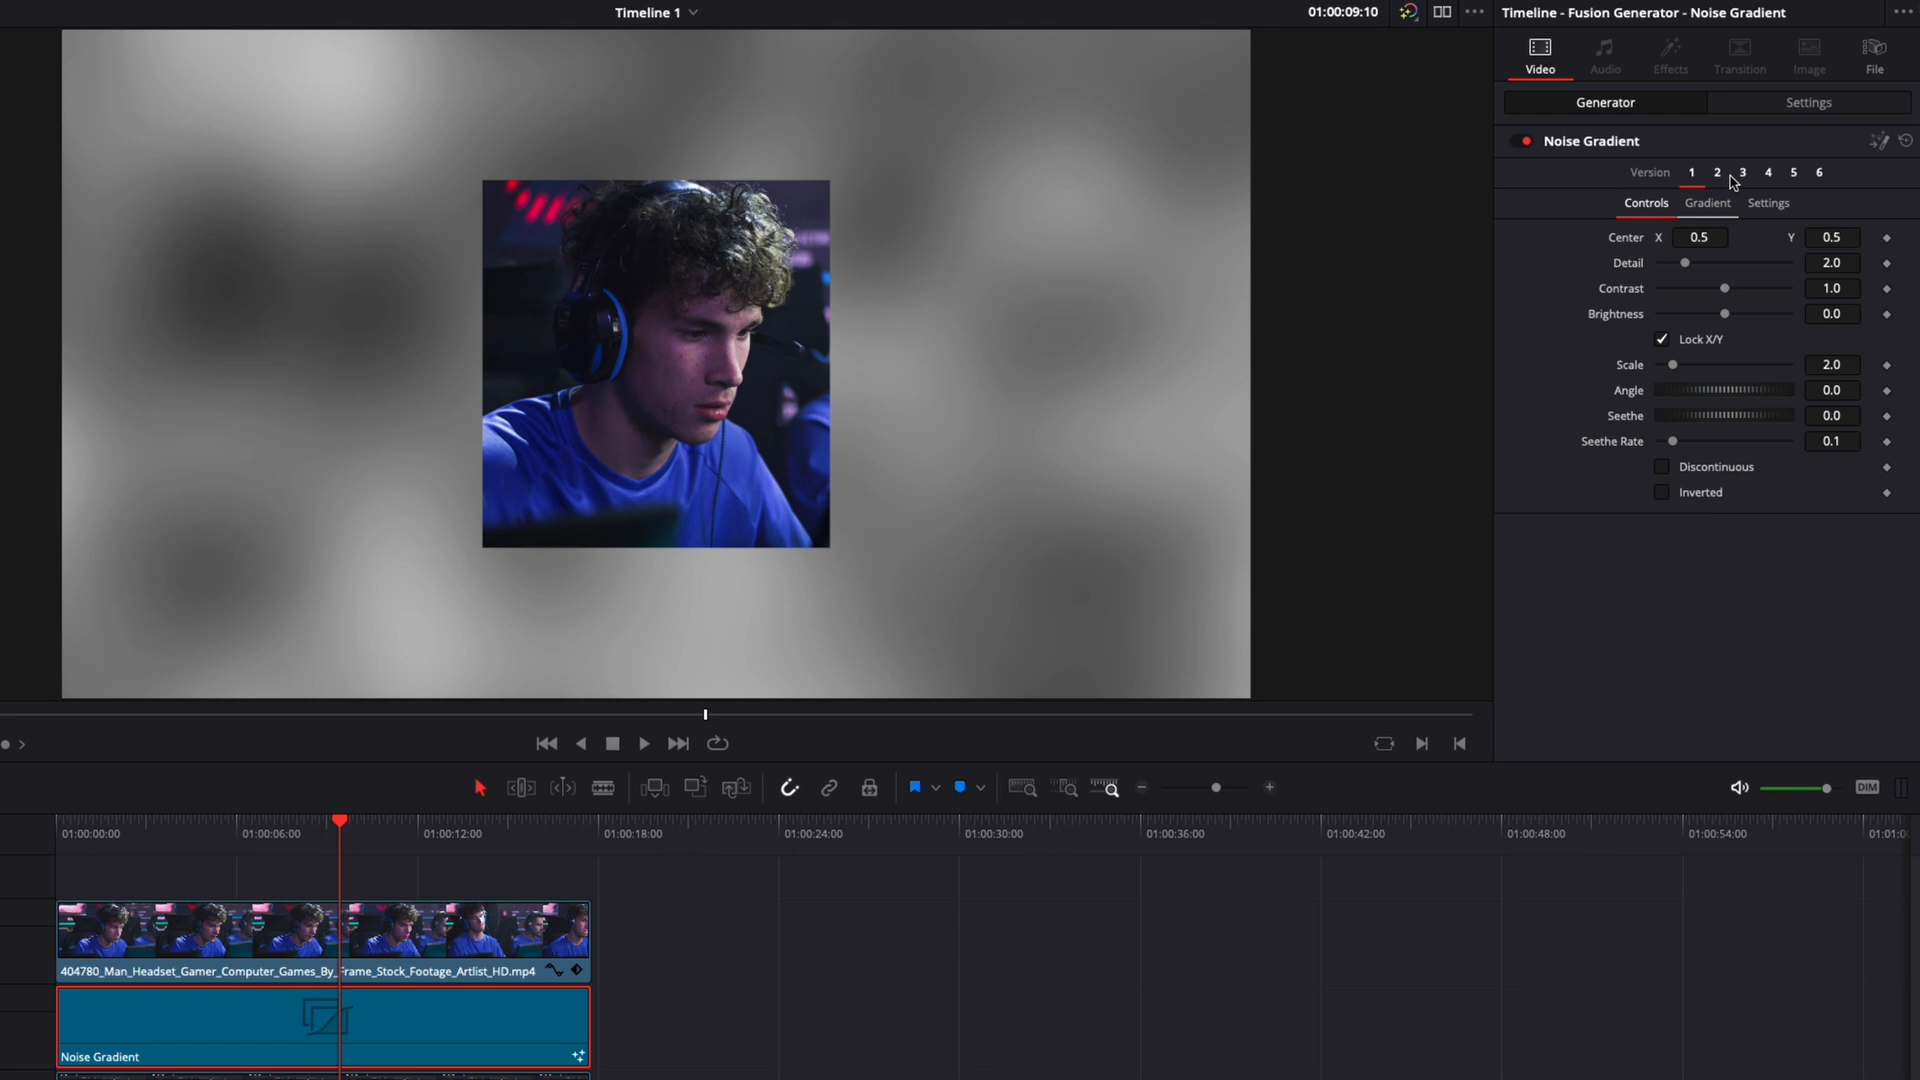 Timeline 1
01:00:09:10
Timeline - Fusion Generator - Noise Gradient
Video
Audio
Effects
Transition
Image
File
Generator
Settings
Noise Gradient
Version 1 2 3 4 5 6
Controls Gradient Settings
Center X 0.5 Y 0.5
Detail 2.0
Contrast 1.0
Brightness 0.0
Lock X/Y
Scale 2.0
Angle 0.0
Seethe 0.0
Seethe Rate 0.1
Discontinuous
Inverted
DIM
01:00:00:00
01:00:06:00
01:00:12:00
01:00:18:00
01:00:24:00
01:00:30:00
01:00:36:00
01:00:42:00
01:00:48:00
01:00:54:00
404780_Man_Headset_Gamer_Computer_Games_By_Frame_Stock_Footage_Artlist_HD.mp4
Noise Gradient